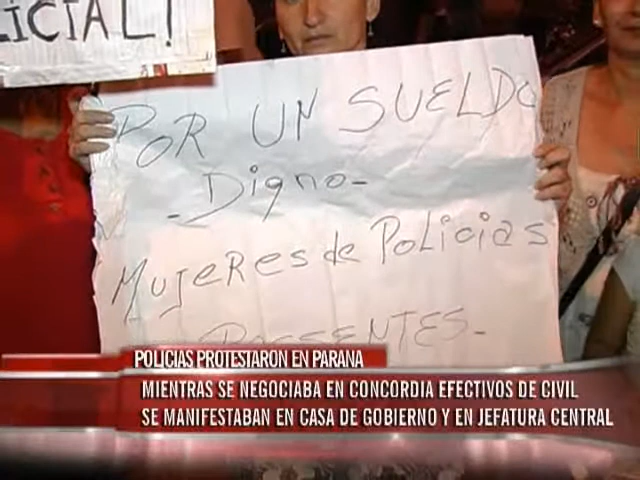 ICIAL!
POR UN SUELDO
- Digno -
MUJERES de POLICIAS
PRESENTES -
POLICIAS PROTESTARON EN PARANA
MIENTRAS SE NEGOCIABA EN CONCORDIA EFECTIVOS DE CIVIL
SE MANIFESTABAN EN CASA DE GOBIERNO Y EN JEFATURA CENTRAL